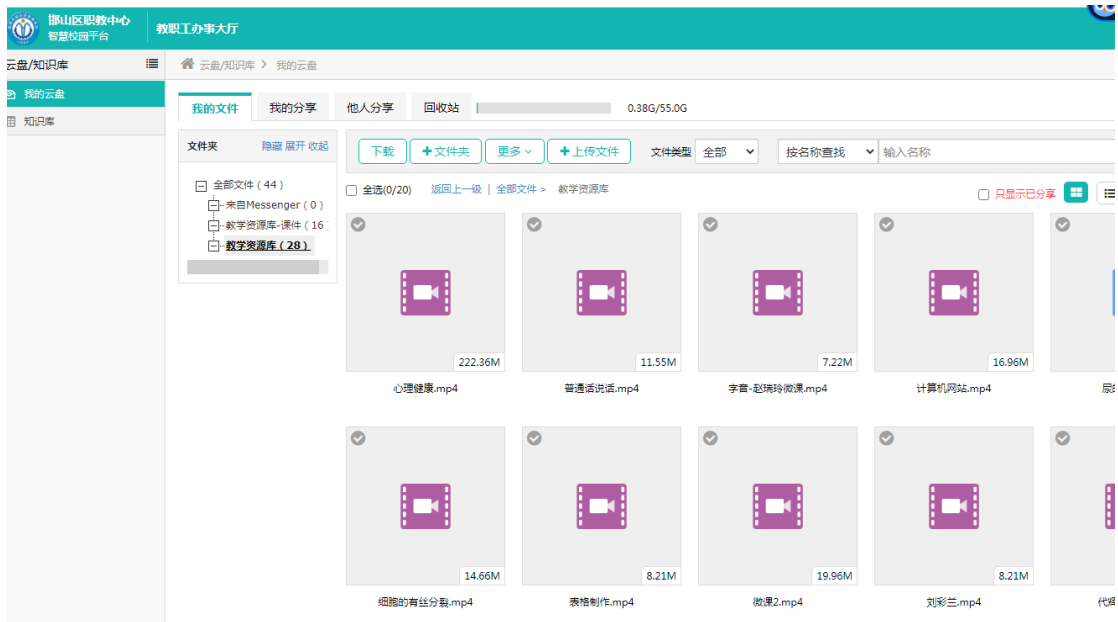 邯山区职教中心
智慧校园平台
教职工办事大厅
云盘/知识库
云盘/知识库 > 我的云盘
我的云盘
知识库
我的文件 我的分享 他人分享 回收站 0.38G/55.0G
文件夹 隐藏 展开 收起
下载 +文件夹 更多 +上传文件 文件类型 全部 按名称查找 输入名称
全部文件 ( 44 )
来自Messenger ( 0 )
教学资源库-课件 ( 16
教学资源库 ( 28 )
全选(0/20) 返回上一级 | 全部文件 > 教学资源库
只显示已分享
222.36M 11.55M 7.22M 16.96M
心理健康.mp4 普通话说话.mp4 字音-赵瑞玲微课.mp4 计算机网站.mp4
14.66M 8.21M 19.96M 8.21M
细胞的有丝分裂.mp4 表格制作.mp4 微课2.mp4 刘彩兰.mp4